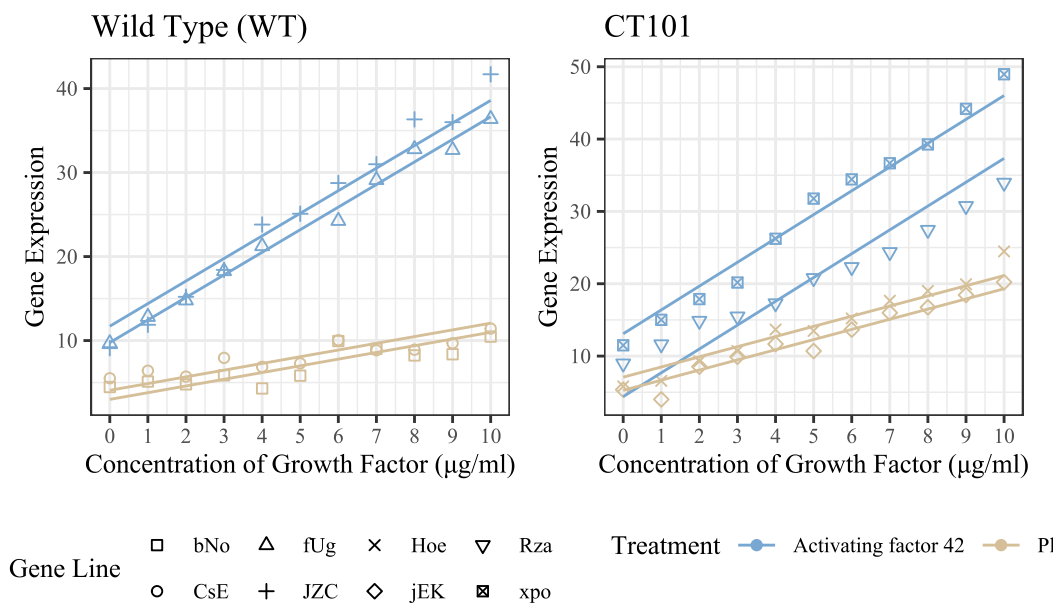 Wild Type (WT)
CT101
Gene Expression
40
30
20
10
0 1 2 3 4 5 6 7 8 9 10
Concentration of Growth Factor (μg/ml)
Gene Expression
50
40
30
20
10
0 1 2 3 4 5 6 7 8 9 10
Concentration of Growth Factor (μg/ml)
Gene Line
bNo fUg Hoe Rza
CsE JZC jEK xpo
Treatment Activating factor 42 Pl